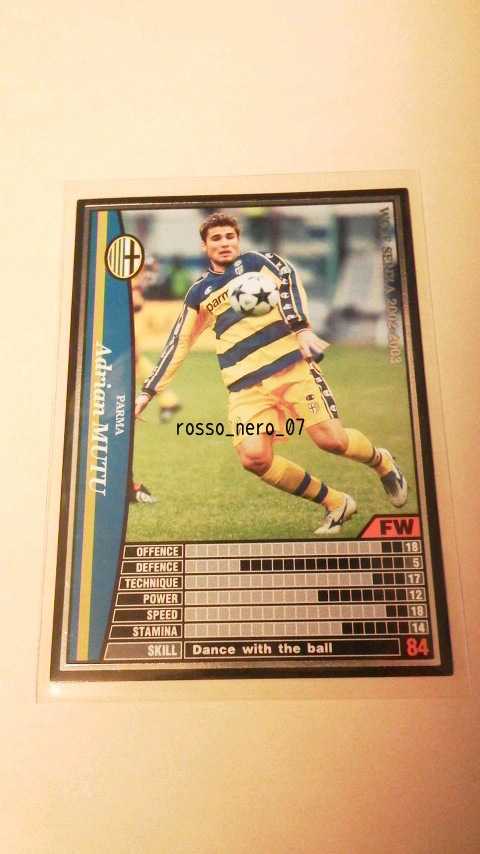 WCCF SERIE A 2002-2003
PARMA
Adrian MUTU
rosso_nero_07
FW
OFFENCE 18
DEFENCE 5
TECHNIQUE 17
POWER 12
SPEED 18
STAMINA 14
SKILL Dance with the ball 84